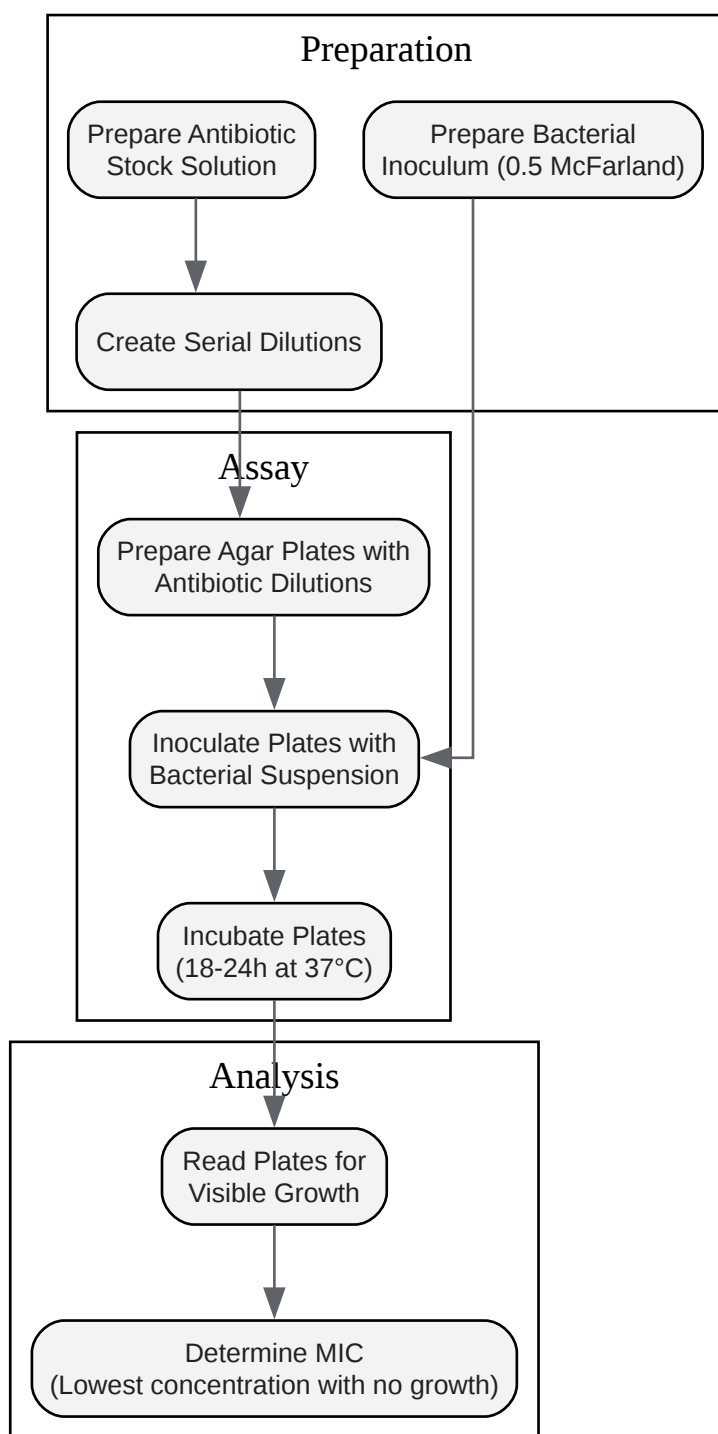 Preparation
Prepare Antibiotic
Stock Solution
Prepare Bacterial
Inoculum (0.5 McFarland)
Create Serial Dilutions
Assay
Prepare Agar Plates with
Antibiotic Dilutions
Inoculate Plates with
Bacterial Suspension
Incubate Plates
(18-24h at 37°C)
Analysis
Read Plates for
Visible Growth
Determine MIC
(Lowest concentration with no growth)